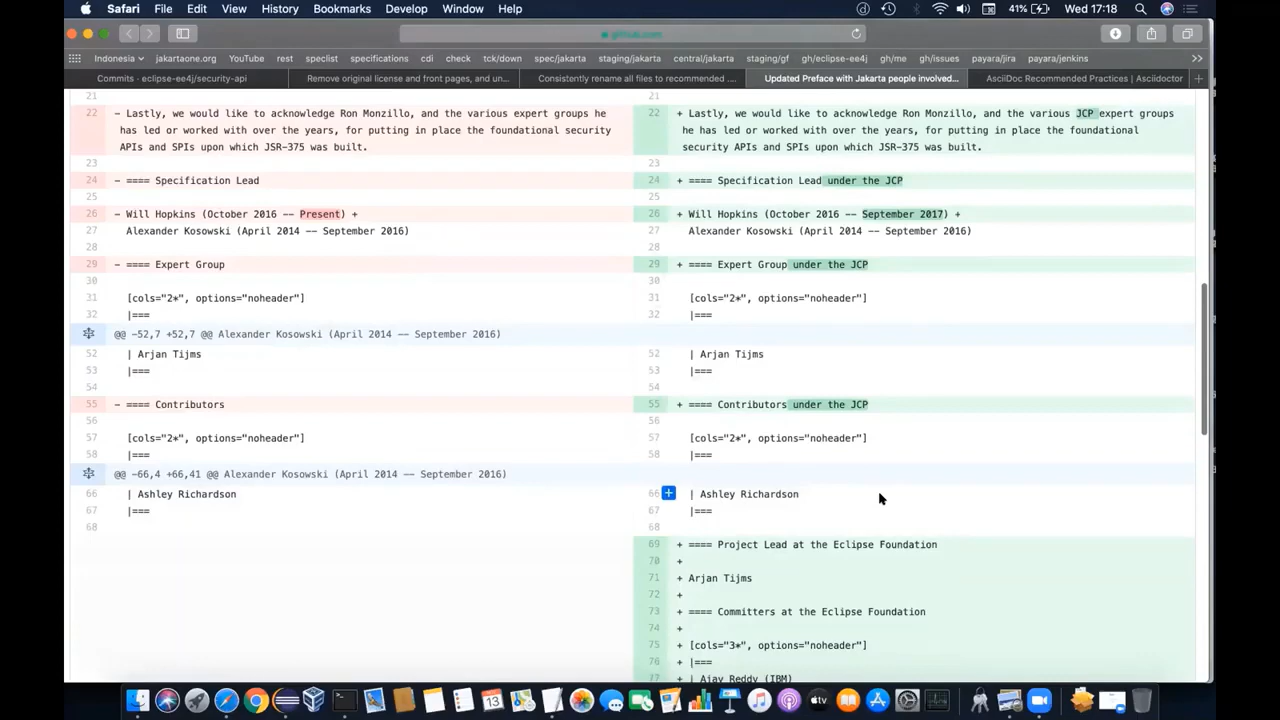 Safari File Edit View History Bookmarks Develop Window Help 41% Wed 17:18
github.com
Indonesia jakartaone.org YouTube rest speclist specifications cdi check tck/down spec/jakarta staging/jakarta central/jakarta staging/gf gh/eclipse-ee4j gh/me gh/issues payara/jira payara/jenkins
Commits · eclipse-ee4j/security-api Remove original license and front pages, and un... Consistently rename all files to recommended .... Updated Preface with Jakarta people involved... AsciiDoc Recommended Practices | Asciidoctor
21 21
22 - Lastly, we would like to acknowledge Ron Monzillo, and the various expert groups he 22 + Lastly, we would like to acknowledge Ron Monzillo, and the various JCP expert groups
has led or worked with over the years, for putting in place the foundational security he has led or worked with over the years, for putting in place the foundational
APIs and SPIs upon which JSR-375 was built. security APIs and SPIs upon which JSR-375 was built.
23 23
24 - ==== Specification Lead 24 + ==== Specification Lead under the JCP
25 25
26 - Will Hopkins (October 2016 -- Present) + 26 + Will Hopkins (October 2016 -- September 2017) +
27 Alexander Kosowski (April 2014 -- September 2016) 27 Alexander Kosowski (April 2014 -- September 2016)
28 28
29 - ==== Expert Group 29 + ==== Expert Group under the JCP
30 30
31 [cols="2*", options="noheader"] 31 [cols="2*", options="noheader"]
32 |=== 32 |===
@@ -52,7 +52,7 @@ Alexander Kosowski (April 2014 -- September 2016)
52 | Arjan Tijms 52 | Arjan Tijms
53 |=== 53 |===
54 54
55 - ==== Contributors 55 + ==== Contributors under the JCP
56 56
57 [cols="2*", options="noheader"] 57 [cols="2*", options="noheader"]
58 |=== 58 |===
@@ -66,4 +66,41 @@ Alexander Kosowski (April 2014 -- September 2016)
66 | Ashley Richardson 66 | Ashley Richardson
67 |=== 67 |===
68 68
69 + ==== Project Lead at the Eclipse Foundation
70 +
71 + Arjan Tijms
72 +
73 + ==== Committers at the Eclipse Foundation
74 +
75 + [cols="3*", options="noheader"]
76 + |===
77 + | Ajay Reddy (IBM)
13